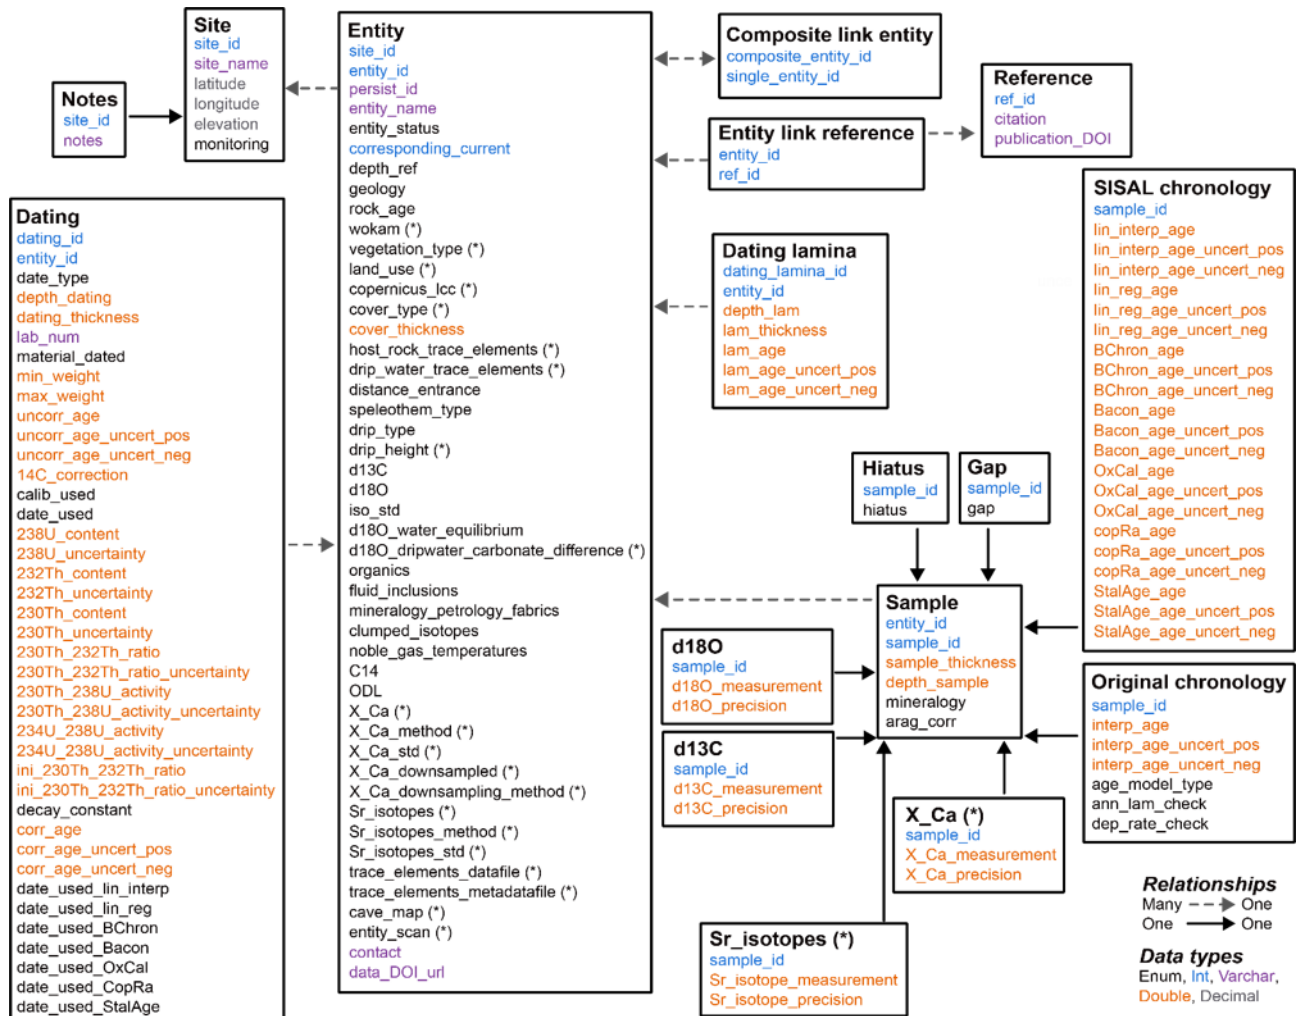 Notes
site_id
notes
Site
site_id
site_name
latitude
longitude
elevation
monitoring
Dating
dating_id
entity_id
date_type
depth_dating
dating_thickness
lab_num
material_dated
min_weight
max_weight
uncorr_age
uncorr_age_uncert_pos
uncorr_age_uncert_neg
14C_correction
calib_used
date_used
238U_content
238U_uncertainty
232Th_content
232Th_uncertainty
230Th_content
230Th_uncertainty
230Th_232Th_ratio
230Th_232Th_ratio_uncertainty
230Th_238U_activity
230Th_238U_activity_uncertainty
234U_238U_activity
234U_238U_activity_uncertainty
ini_230Th_232Th_ratio
ini_230Th_232Th_ratio_uncertainty
decay_constant
corr_age
corr_age_uncert_pos
corr_age_uncert_neg
date_used_lin_interp
date_used_lin_reg
date_used_BChron
date_used_Bacon
date_used_OxCal
date_used_CopRa
date_used_StalAge
Entity
site_id
entity_id
persist_id
entity_name
entity_status
corresponding_current
depth_ref
geology
rock_age
wokam (*)
vegetation_type (*)
land_use (*)
copernicus_lcc (*)
cover_type (*)
cover_thickness
host_rock_trace_elements (*)
drip_water_trace_elements (*)
distance_entrance
speleothem_type
drip_type
drip_height (*)
d13C
d18O
iso_std
d18O_water_equilibrium
d18O_dripwater_carbonate_difference (*)
organics
fluid_inclusions
mineralogy_petrology_fabrics
clumped_isotopes
noble_gas_temperatures
C14
ODL
X_Ca (*)
X_Ca_method (*)
X_Ca_std (*)
X_Ca_downsampled (*)
X_Ca_downsampling_method (*)
Sr_isotopes (*)
Sr_isotopes_method (*)
Sr_isotopes_std (*)
trace_elements_datafile (*)
trace_elements_metadatafile (*)
cave_map (*)
entity_scan (*)
contact
data_DOI_url
Composite link entity
composite_entity_id
single_entity_id
Entity link reference
entity_id
ref_id
Reference
ref_id
citation
publication_DOI
Dating lamina
dating_lamina_id
entity_id
depth_lam
lam_thickness
lam_age
lam_age_uncert_pos
lam_age_uncert_neg
Hiatus
sample_id
hiatus
Gap
sample_id
gap
Sample
entity_id
sample_id
sample_thickness
depth_sample
mineralogy
arag_corr
d18O
sample_id
d18O_measurement
d18O_precision
d13C
sample_id
d13C_measurement
d13C_precision
Sr_isotopes (*)
sample_id
Sr_isotope_measurement
Sr_isotope_precision
X_Ca (*)
sample_id
X_Ca_measurement
X_Ca_precision
SISAL chronology
sample_id
lin_interp_age
lin_interp_age_uncert_pos
lin_interp_age_uncert_neg
lin_reg_age
lin_reg_age_uncert_pos
lin_reg_age_uncert_neg
BChron_age
BChron_age_uncert_pos
BChron_age_uncert_neg
Bacon_age
Bacon_age_uncert_pos
Bacon_age_uncert_neg
OxCal_age
OxCal_age_uncert_pos
OxCal_age_uncert_neg
copRa_age
copRa_age_uncert_pos
copRa_age_uncert_neg
StalAge_age
StalAge_age_uncert_pos
StalAge_age_uncert_neg
Original chronology
sample_id
interp_age
interp_age_uncert_pos
interp_age_uncert_neg
age_model_type
ann_lam_check
dep_rate_check
Relationships
Many One
One One
Data types
Enum, Int, Varchar,
Double, Decimal